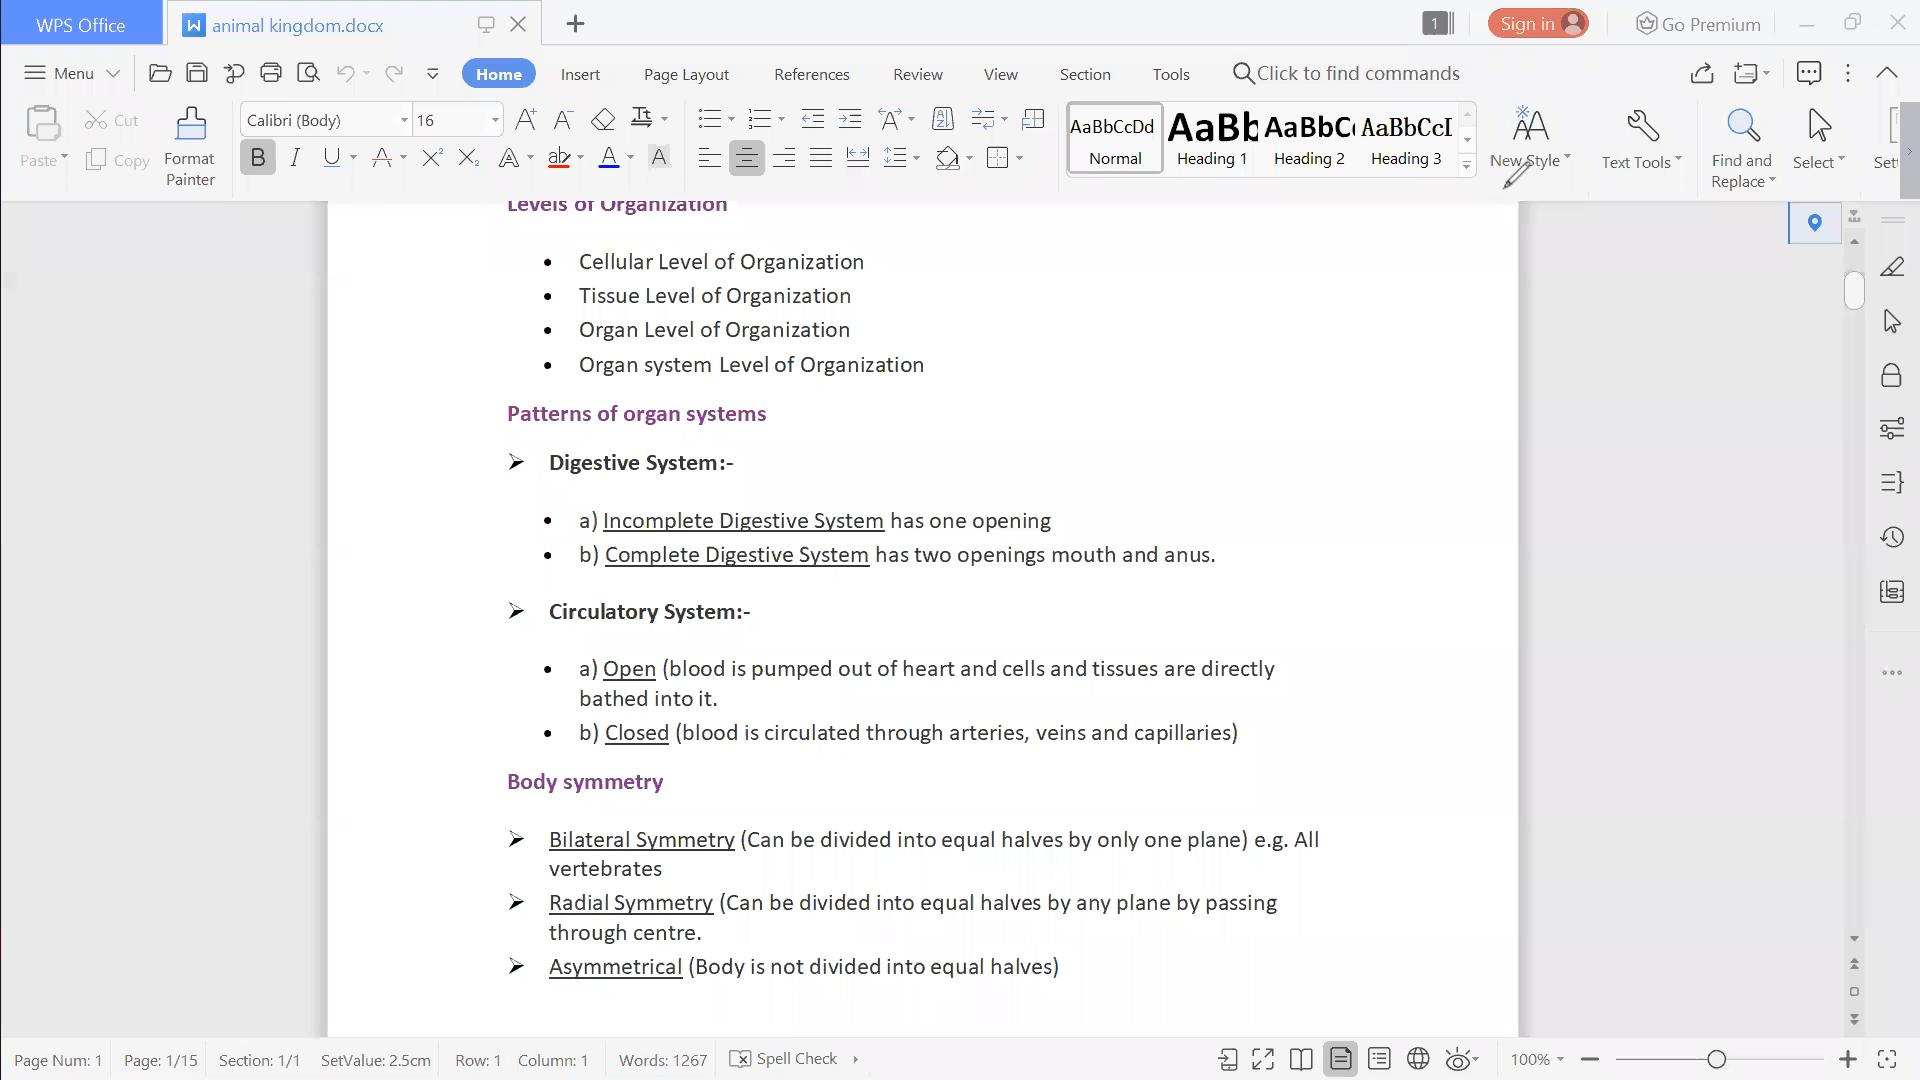 WPS Office
animal kingdom.docx
1
Sign in
Go Premium
Menu
Home
Insert
Page Layout
References
Review
View
Section
Tools
Click to find commands
Paste
Cut
Copy
Format Painter
Calibri (Body)
16
AaBbCcDd
Normal
AaBb
Heading 1
AaBbC
Heading 2
AaBbCcI
Heading 3
New Style
Text Tools
Find and Replace
Select
Levels of Organization
• Cellular Level of Organization
• Tissue Level of Organization
• Organ Level of Organization
• Organ system Level of Organization
Patterns of organ systems
➢ Digestive System:-
• a) Incomplete Digestive System has one opening
• b) Complete Digestive System has two openings mouth and anus.
➢ Circulatory System:-
• a) Open (blood is pumped out of heart and cells and tissues are directly
bathed into it.
• b) Closed (blood is circulated through arteries, veins and capillaries)
Body symmetry
➢ Bilateral Symmetry (Can be divided into equal halves by only one plane) e.g. All
vertebrates
➢ Radial Symmetry (Can be divided into equal halves by any plane by passing
through centre.
➢ Asymmetrical (Body is not divided into equal halves)
Page Num: 1
Page: 1/15
Section: 1/1
SetValue: 2.5cm
Row: 1
Column: 1
Words: 1267
Spell Check
100%